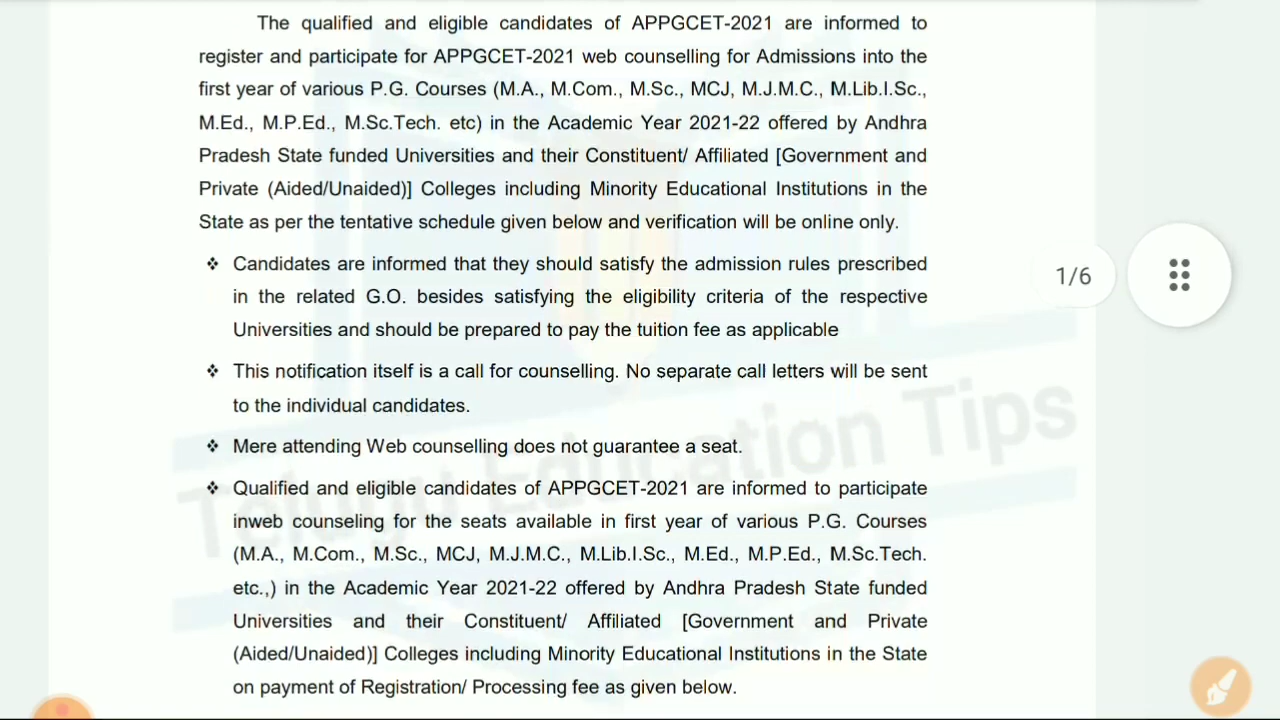 The qualified and eligible candidates of APPGCET-2021 are informed to
register and participate for APPGCET-2021 web counselling for Admissions into the
first year of various P.G. Courses (M.A., M.Com., M.Sc., MCJ, M.J.M.C., M.Lib.I.Sc.,
M.Ed., M.P.Ed., M.Sc.Tech. etc) in the Academic Year 2021-22 offered by Andhra
Pradesh State funded Universities and their Constituent/ Affiliated [Government and
Private (Aided/Unaided)] Colleges including Minority Educational Institutions in the
State as per the tentative schedule given below and verification will be online only.
❖ Candidates are informed that they should satisfy the admission rules prescribed
in the related G.O. besides satisfying the eligibility criteria of the respective
Universities and should be prepared to pay the tuition fee as applicable
❖ This notification itself is a call for counselling. No separate call letters will be sent
to the individual candidates.
❖ Mere attending Web counselling does not guarantee a seat.
❖ Qualified and eligible candidates of APPGCET-2021 are informed to participate
inweb counseling for the seats available in first year of various P.G. Courses
(M.A., M.Com., M.Sc., MCJ, M.J.M.C., M.Lib.I.Sc., M.Ed., M.P.Ed., M.Sc.Tech.
etc.,) in the Academic Year 2021-22 offered by Andhra Pradesh State funded
Universities and their Constituent/ Affiliated [Government and Private
(Aided/Unaided)] Colleges including Minority Educational Institutions in the State
on payment of Registration/ Processing fee as given below.
1/6
Telugu Education Tips